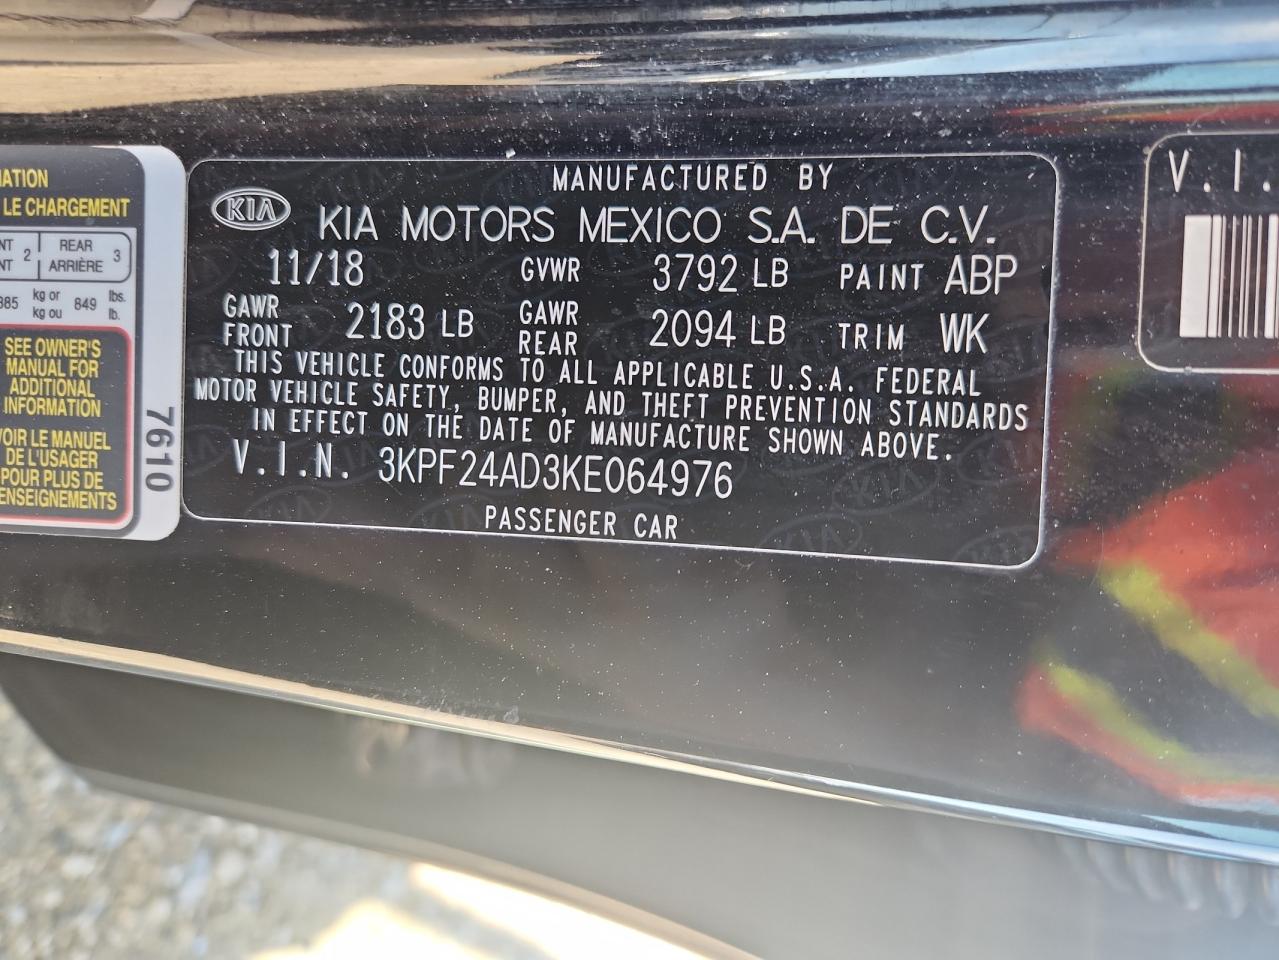 MANUFACTURED BY
KIA
KIA MOTORS MEXICO S.A. DE C.V.
11/18 GVWR 3792 LB PAINT ABP
GAWR FRONT 2183 LB GAWR REAR 2094 LB TRIM WK
THIS VEHICLE CONFORMS TO ALL APPLICABLE U.S.A. FEDERAL
MOTOR VEHICLE SAFETY, BUMPER, AND THEFT PREVENTION STANDARDS
IN EFFECT ON THE DATE OF MANUFACTURE SHOWN ABOVE.
V.I.N. 3KPF24AD3KE064976
PASSENGER CAR
LE CHARGEMENT
2 REAR 3
ARRIÈRE
kg or 849 lbs.
kg ou lb.
SEE OWNER'S
MANUAL FOR
ADDITIONAL
INFORMATION
VOIR LE MANUEL
DE L'USAGER
POUR PLUS DE
RENSEIGNEMENTS
7610
V.I.